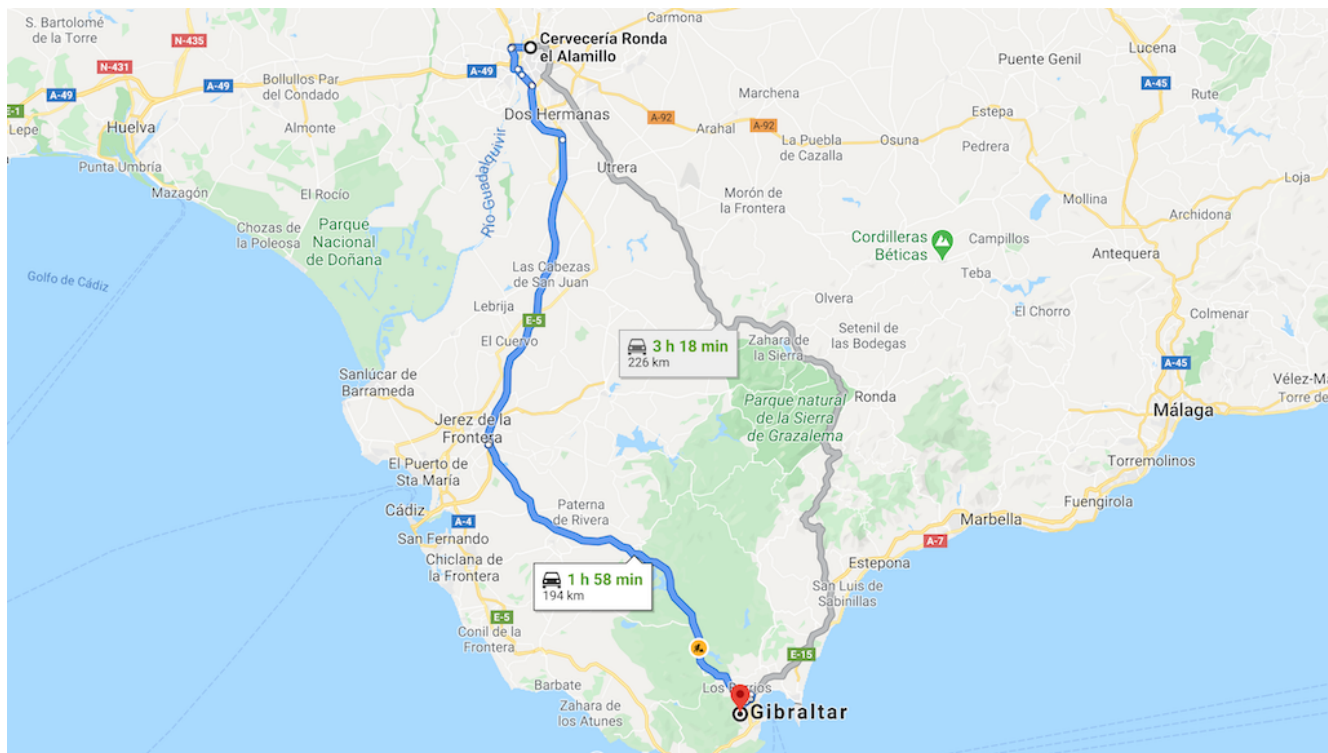 S. Bartolomé
de la Torre
N-435
Carmona
Cervecería Ronda
el Alamillo
Lucena
Puente Genil
N-431
A-49
Bollullos Par
del Condado
A-49
A-45
Rute
A-49
Marchena
Estepa
E-1
Lepe
Huelva
Almonte
Dos Hermanas
A-92
Arahal
A-92
La Puebla
de Cazalla
Osuna
Pedrera
Punta Umbría
Utrera
Loja
Mazagón
El Rocío
Río Guadalquivir
Morón de
la Frontera
Mollina
Archidona
Chozas de
la Poleosa
Parque
Nacional
de Doñana
Cordilleras
Béticas
Campillos
Antequera
Golfo de Cádiz
Las Cabezas
de San Juan
Teba
Lebrija
Olvera
El Chorro
Colmenar
E-5
El Cuervo
3 h 18 min
226 km
Zahara de
la Sierra
Setenil de
las Bodegas
A-45
Sanlúcar de
Barrameda
Vélez-Má
Torre de
Parque natural
de la Sierra
de Grazalema
Ronda
Málaga
Jerez de la
Frontera
Torremolinos
El Puerto de
Sta María
Cádiz
Paterna
de Rivera
Fuengirola
A-4
Marbella
San Fernando
A-7
Chiclana de
la Frontera
1 h 58 min
194 km
Estepona
San Luis de
Sabinillas
E-5
Conil de la
Frontera
E-15
Barbate
Los Barrios
Zahara de
los Atunes
Gibraltar